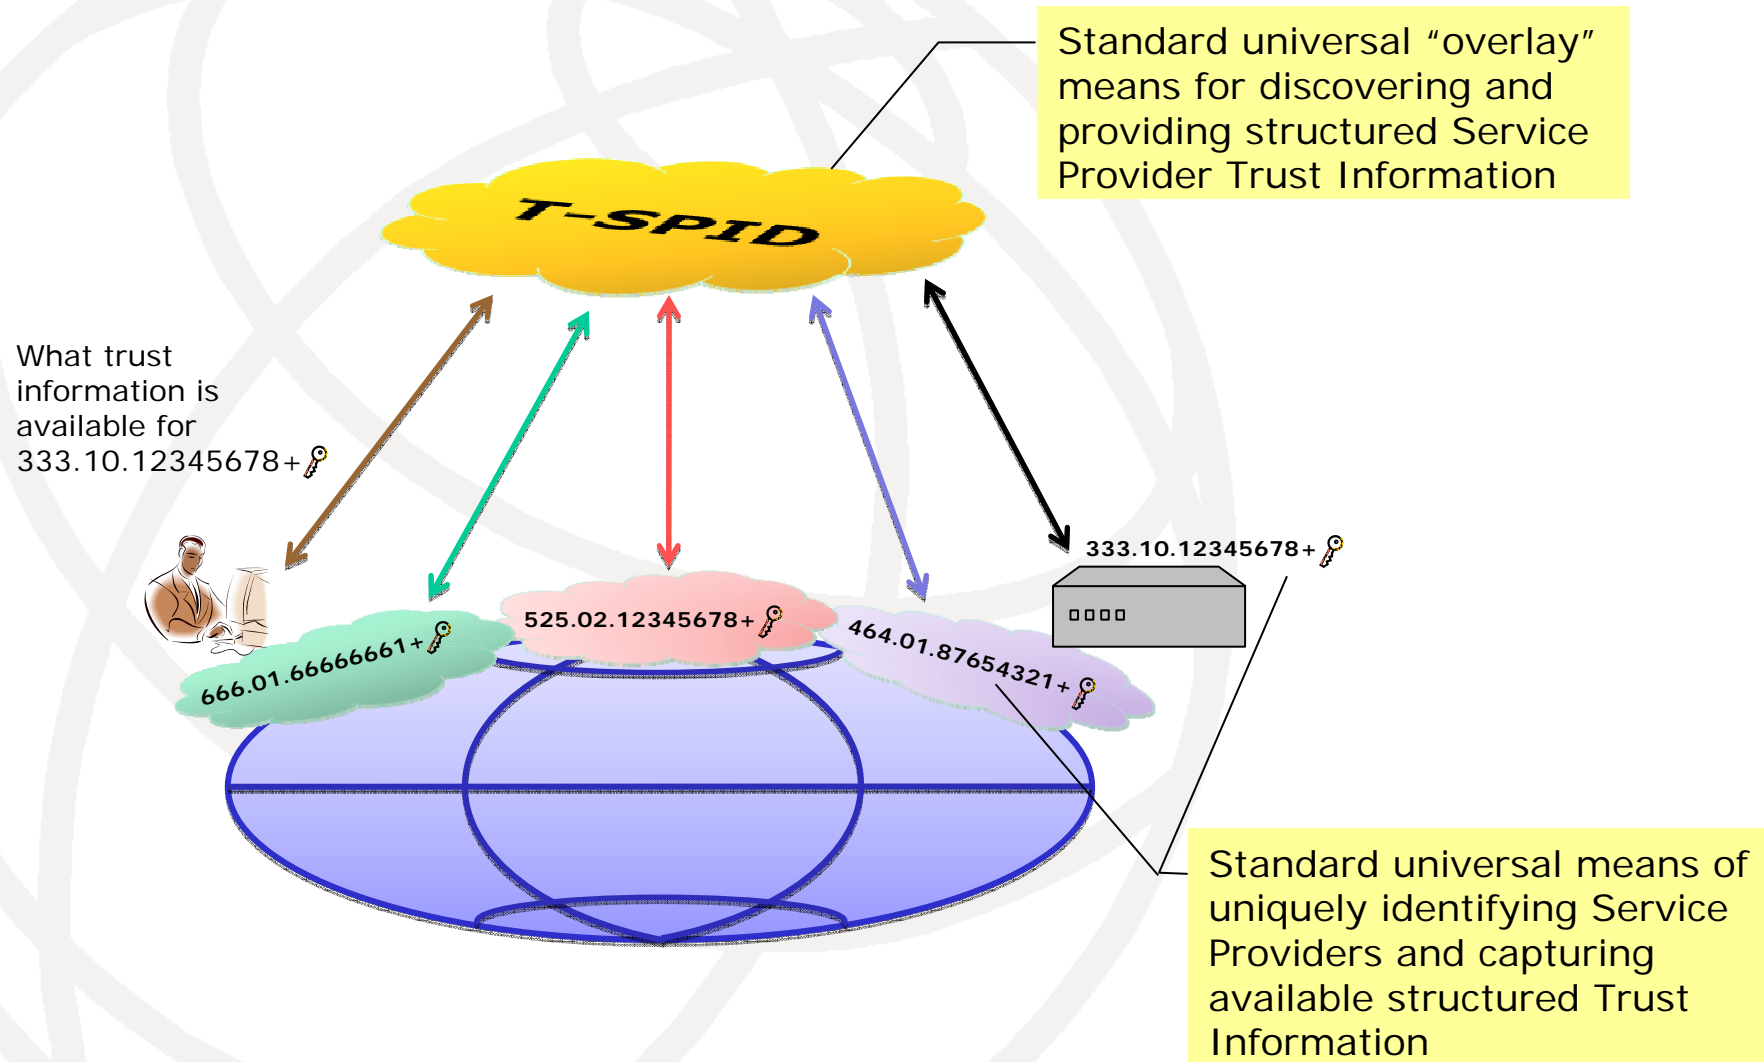 Standard universal “overlay”
means for discovering and
providing structured Service
Provider Trust Information
T-SPID
What trust
information is
available for
333.10.12345678+
333.10.12345678+
525.02.12345678+
666.01.66666661+
464.01.87654321+
Standard universal means of
uniquely identifying Service
Providers and capturing
available structured Trust
Information